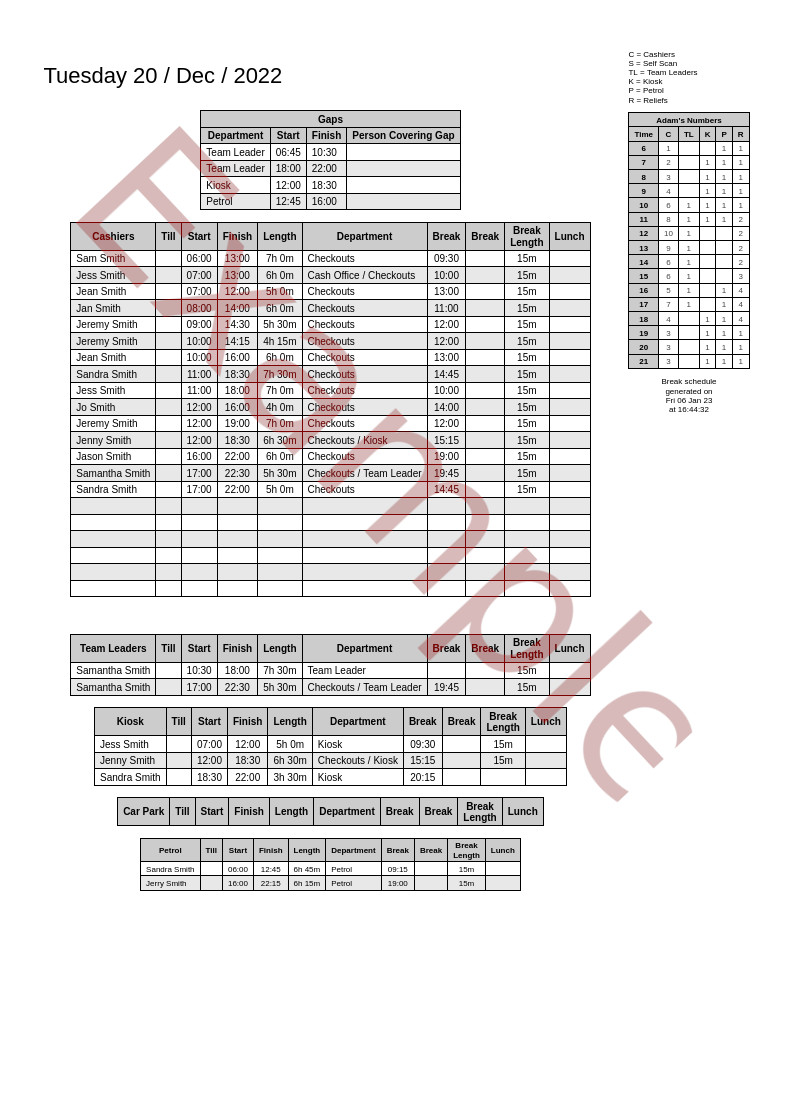 C = Cashiers
S = Self Scan
TL = Team Leaders
K = Kiosk
P = Petrol
R = Reliefs
Tuesday 20 / Dec / 2022
Gaps
Department Start Finish Person Covering Gap
Team Leader 06:45 10:30
Team Leader 18:00 22:00
Kiosk 12:00 18:30
Petrol 12:45 16:00
Adam's Numbers
Time C TL K P R
6 1 1 1
7 2 1 1 1
8 3 1 1 1
9 4 1 1 1
10 6 1 1 1 1
11 8 1 1 1 2
12 10 1 2
13 9 1 2
14 6 1 2
15 6 1 3
16 5 1 1 4
17 7 1 1 4
18 4 1 1 4
19 3 1 1 1
20 3 1 1 1
21 3 1 1 1
Break schedule
generated on
Fri 06 Jan 23
at 16:44:32
Cashiers Till Start Finish Length Department Break Break Break Length Lunch
Sam Smith 06:00 13:00 7h 0m Checkouts 09:30 15m
Jess Smith 07:00 13:00 6h 0m Cash Office / Checkouts 10:00 15m
Jean Smith 07:00 12:00 5h 0m Checkouts 13:00 15m
Jan Smith 08:00 14:00 6h 0m Checkouts 11:00 15m
Jeremy Smith 09:00 14:30 5h 30m Checkouts 12:00 15m
Jeremy Smith 10:00 14:15 4h 15m Checkouts 12:00 15m
Jean Smith 10:00 16:00 6h 0m Checkouts 13:00 15m
Sandra Smith 11:00 18:30 7h 30m Checkouts 14:45 15m
Jess Smith 11:00 18:00 7h 0m Checkouts 10:00 15m
Jo Smith 12:00 16:00 4h 0m Checkouts 14:00 15m
Jeremy Smith 12:00 19:00 7h 0m Checkouts 12:00 15m
Jenny Smith 12:00 18:30 6h 30m Checkouts / Kiosk 15:15 15m
Jason Smith 16:00 22:00 6h 0m Checkouts 19:00 15m
Samantha Smith 17:00 22:30 5h 30m Checkouts / Team Leader 19:45 15m
Sandra Smith 17:00 22:00 5h 0m Checkouts 14:45 15m
Team Leaders Till Start Finish Length Department Break Break Break Length Lunch
Samantha Smith 10:30 18:00 7h 30m Team Leader 15m
Samantha Smith 17:00 22:30 5h 30m Checkouts / Team Leader 19:45 15m
Kiosk Till Start Finish Length Department Break Break Break Length Lunch
Jess Smith 07:00 12:00 5h 0m Kiosk 09:30 15m
Jenny Smith 12:00 18:30 6h 30m Checkouts / Kiosk 15:15 15m
Sandra Smith 18:30 22:00 3h 30m Kiosk 20:15
Car Park Till Start Finish Length Department Break Break Break Length Lunch
Petrol Till Start Finish Length Department Break Break Break Length Lunch
Sandra Smith 06:00 12:45 6h 45m Petrol 09:15 15m
Jerry Smith 16:00 22:15 6h 15m Petrol 19:00 15m
Example